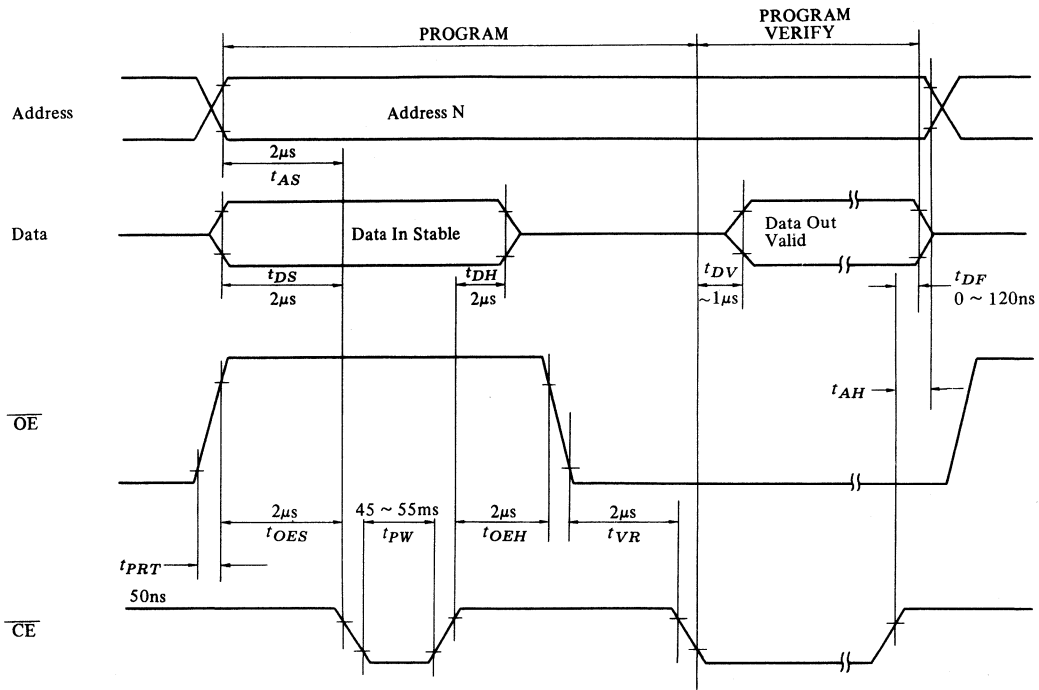 PROGRAM
PROGRAM
VERIFY
Address
Address N
2μs
tAS
Data
Data In Stable
Data Out
Valid
tDS
2μs
tDH
2μs
tDV
~1μs
tDF
0 ~ 120ns
tAH
OE
2μs
tOES
45 ~ 55ms
tPW
2μs
tOEH
2μs
tVR
tPRT
50ns
CE